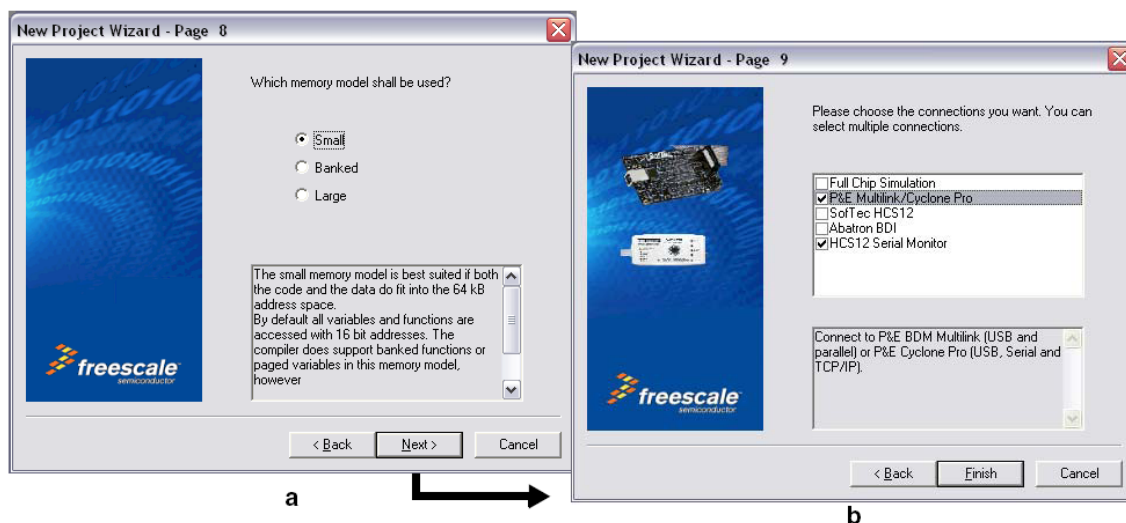 New Project Wizard - Page 8
Which memory model shall be used?
Small
Banked
Large
The small memory model is best suited if both
the code and the data do fit into the 64 kB
address space.
By default all variables and functions are
accessed with 16 bit addresses. The
compiler does support banked functions or
paged variables in this memory model,
however
freescale
semiconductor
< Back
Next >
Cancel
a
New Project Wizard - Page 9
Please choose the connections you want. You can
select multiple connections.
Full Chip Simulation
P&E Multilink/Cyclone Pro
SofTec HCS12
Abatron BDI
HCS12 Serial Monitor
Connect to P&E BDM Multilink (USB and
parallel) or P&E Cyclone Pro (USB, Serial and
TCP/IP).
freescale
semiconductor
< Back
Finish
Cancel
b